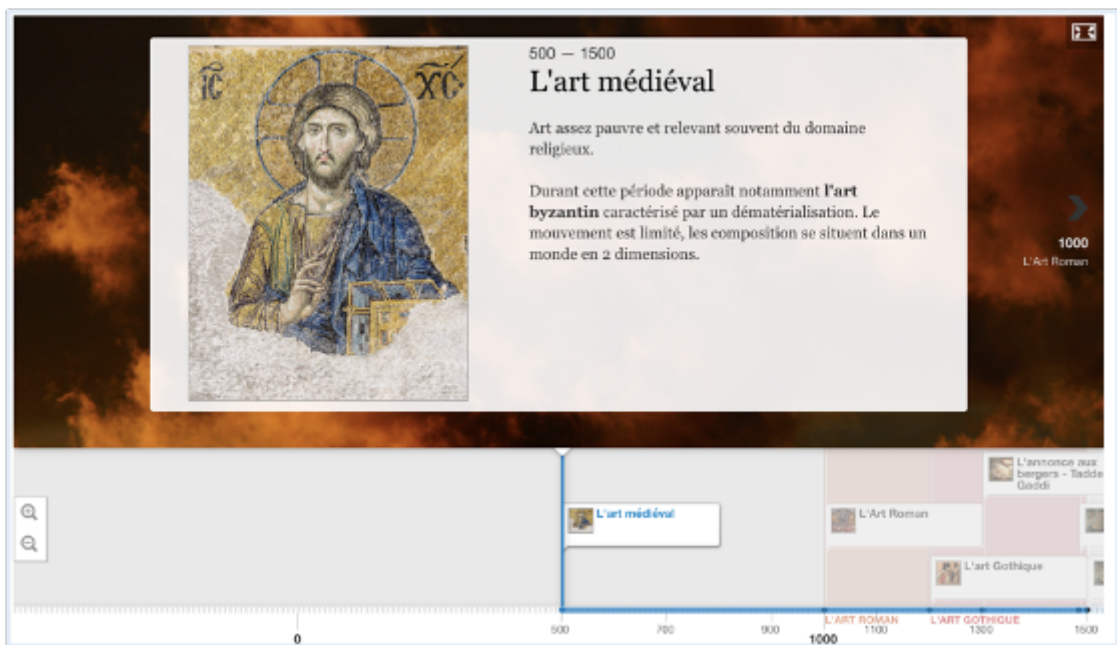 IC
XC
500 — 1500
L'art médiéval
Art assez pauvre et relevant souvent du domaine
religieux.
Durant cette période apparaît notamment l'art
byzantin caractérisé par un dématérialisation. Le
mouvement est limité, les composition se situent dans un
monde en 2 dimensions.
1000
L'Art Roman
L'annonce aux
bergers - Tadde
Gaddi
L'art médiéval
L'Art Roman
L'art Gothique
L'ART ROMAN
L'ART GOTHIQUE
0
500
700
900
1000
1100
1300
1500